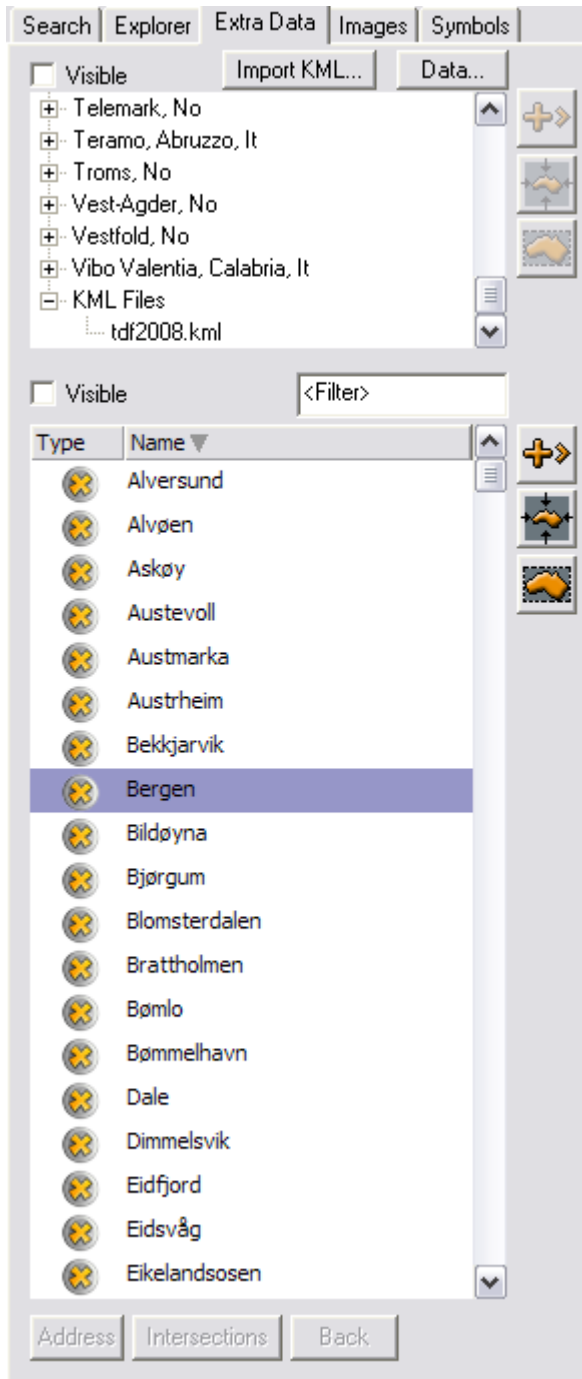 Search Explorer Extra Data Images Symbols
Visible Import KML... Data...
Telemark, No
Teramo, Abruzzo, It
Troms, No
Vest-Agder, No
Vestfold, No
Vibo Valentia, Calabria, It
KML Files
tdf2008.kml
Visible <Filter>
Type Name
Alversund
Alvøen
Askøy
Austevoll
Austmarka
Austrheim
Bekkjarvik
Bergen
Bildøyna
Bjørgum
Blomsterdalen
Brattholmen
Bømlo
Bømmelhavn
Dale
Dimmelsvik
Eidfjord
Eidsvåg
Eikelandsosen
Address Intersections Back